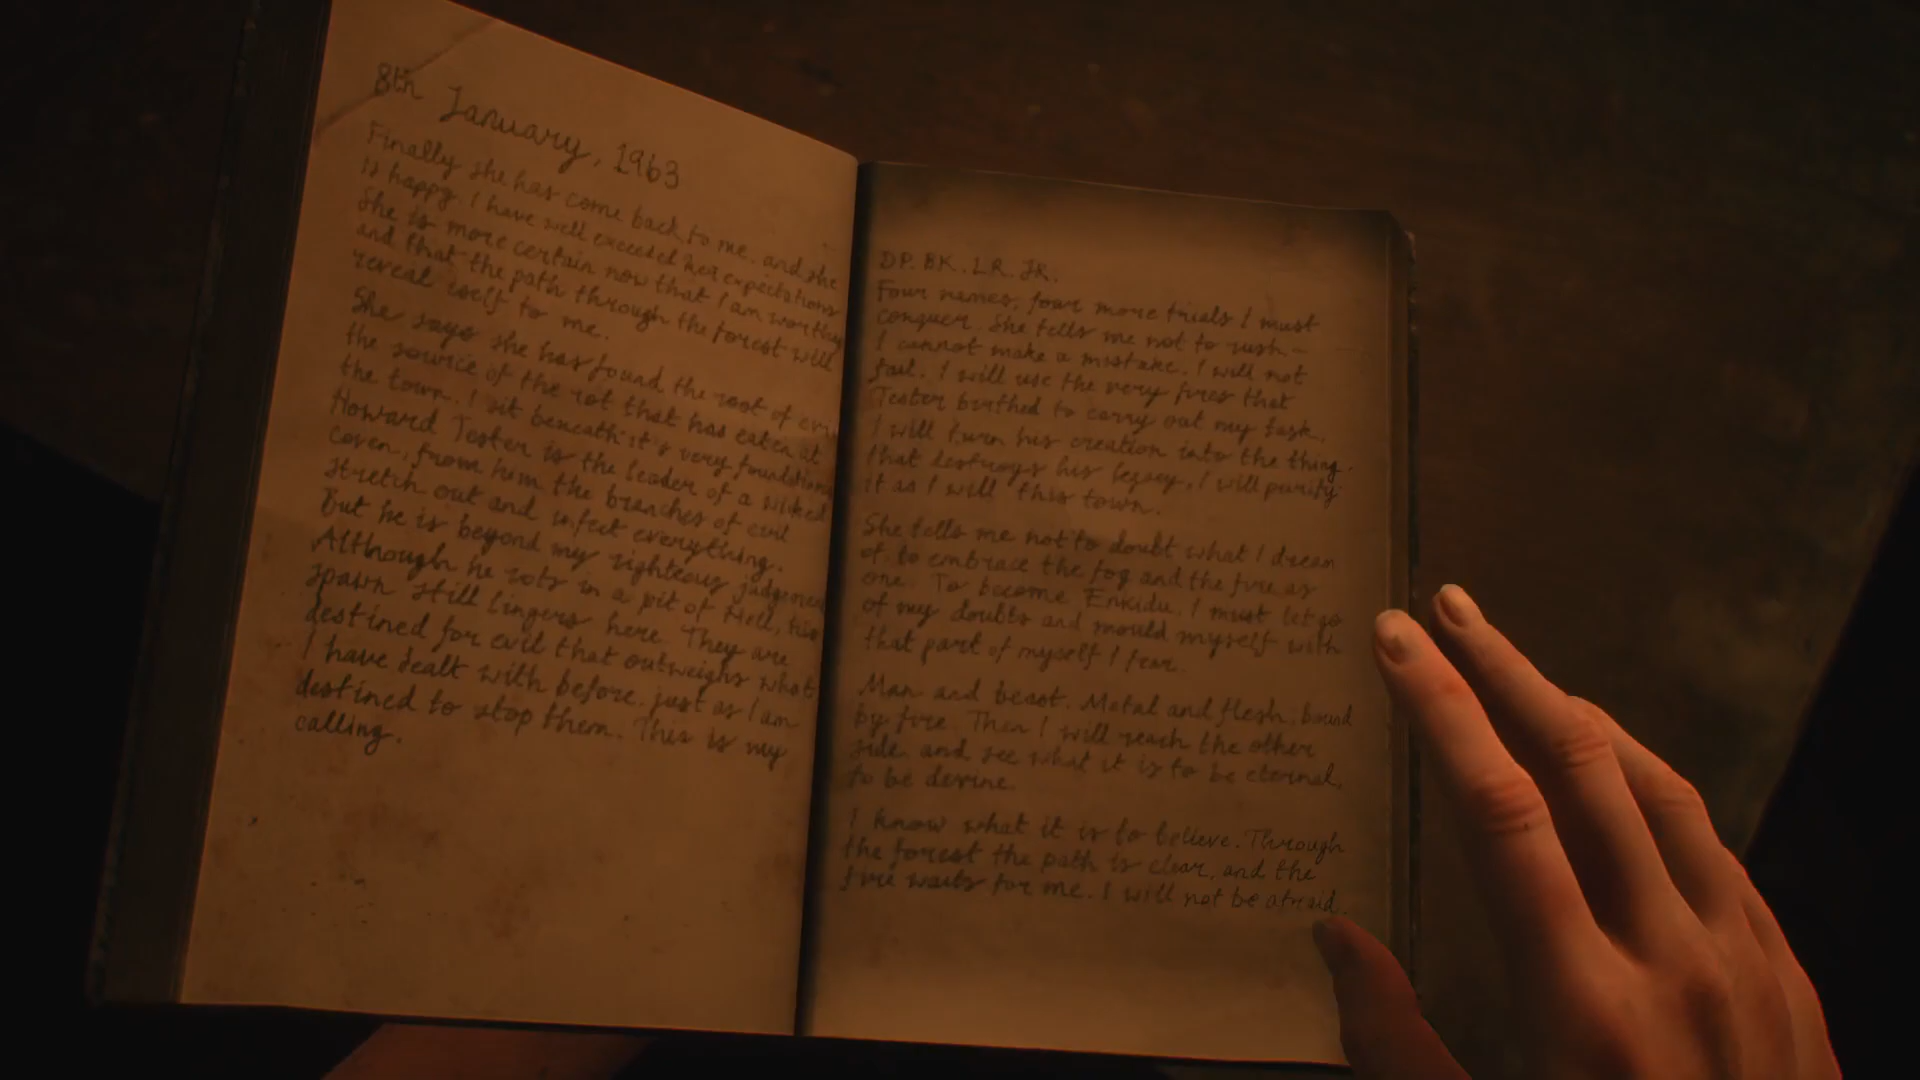 8th January, 1963
Finally she has come back to me, and she
is happy. I have well exceeded her expectations
She is more certain now that I am worthy
and that the path through the forest will
reveal itself to me.
She says she has found the root of evil
the source of the rot that has eaten at
the town. I sit beneath it's very foundations
Howard Tester is the leader of a wicked
coven, from him the branches of evil
stretch out and infect everything.
But he is beyond my righteous judgement
Although he rots in a pit of Hell, his
spawn still lingers here. They are
destined for evil that outweighs what
I have dealt with before, just as I am
destined to stop them. This is my
calling.
DP. BK. LR. JR.
Four names, four more trials I must
conquer. She tells me not to rush -
I cannot make a mistake. I will not
fail. I will use the very fires that
Tester birthed to carry out my task.
I will turn his creation into the thing
that destroys his legacy. I will purify
it as I will this town.
She tells me not to doubt what I dream
of, to embrace the fog and the fire as
one. To become Enkidu. I must let go
of my doubts and mould myself with
that part of myself I fear.
Man and beast. Metal and flesh, bound
by fire. Then I will reach the other
side and see what it is to be eternal,
to be devine.
I know what it is to believe. Through
the forest the path is clear, and the
fire waits for me. I will not be afraid.